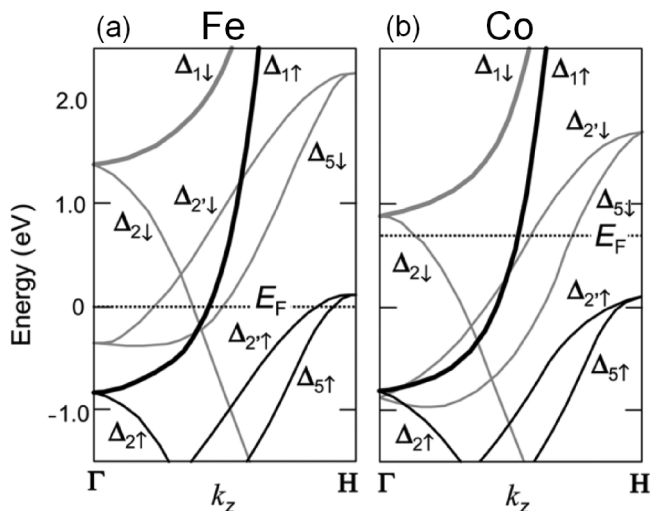 (a) Fe
(b) Co
Δ1↓
Δ1↑
Δ2'↓
Δ5↓
Δ2↓
EF
Δ2'↑
Δ5↑
Δ2↑
2.0
1.0
0
-1.0
Energy (eV)
Γ
kz
H
Δ1↓
Δ1↑
Δ2'↓
Δ5↓
EF
Δ2↓
Δ2'↑
Δ5↑
Δ2↑
Γ
kz
H